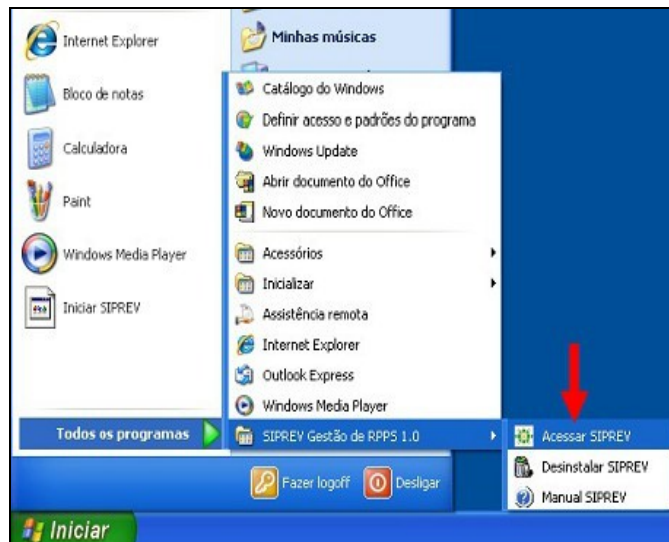 Internet Explorer
Bloco de notas
Calculadora
Paint
Windows Media Player
Iniciar SIPREV
Todos os programas
Minhas músicas
Catálogo do Windows
Definir acesso e padrões do programa
Windows Update
Abrir documento do Office
Novo documento do Office
Acessórios
Inicializar
Assistência remota
Internet Explorer
Outlook Express
Windows Media Player
SIPREV Gestão de RPPS 1.0
Acessar SIPREV
Desinstalar SIPREV
Manual SIPREV
Fazer logoff
Desligar
Iniciar